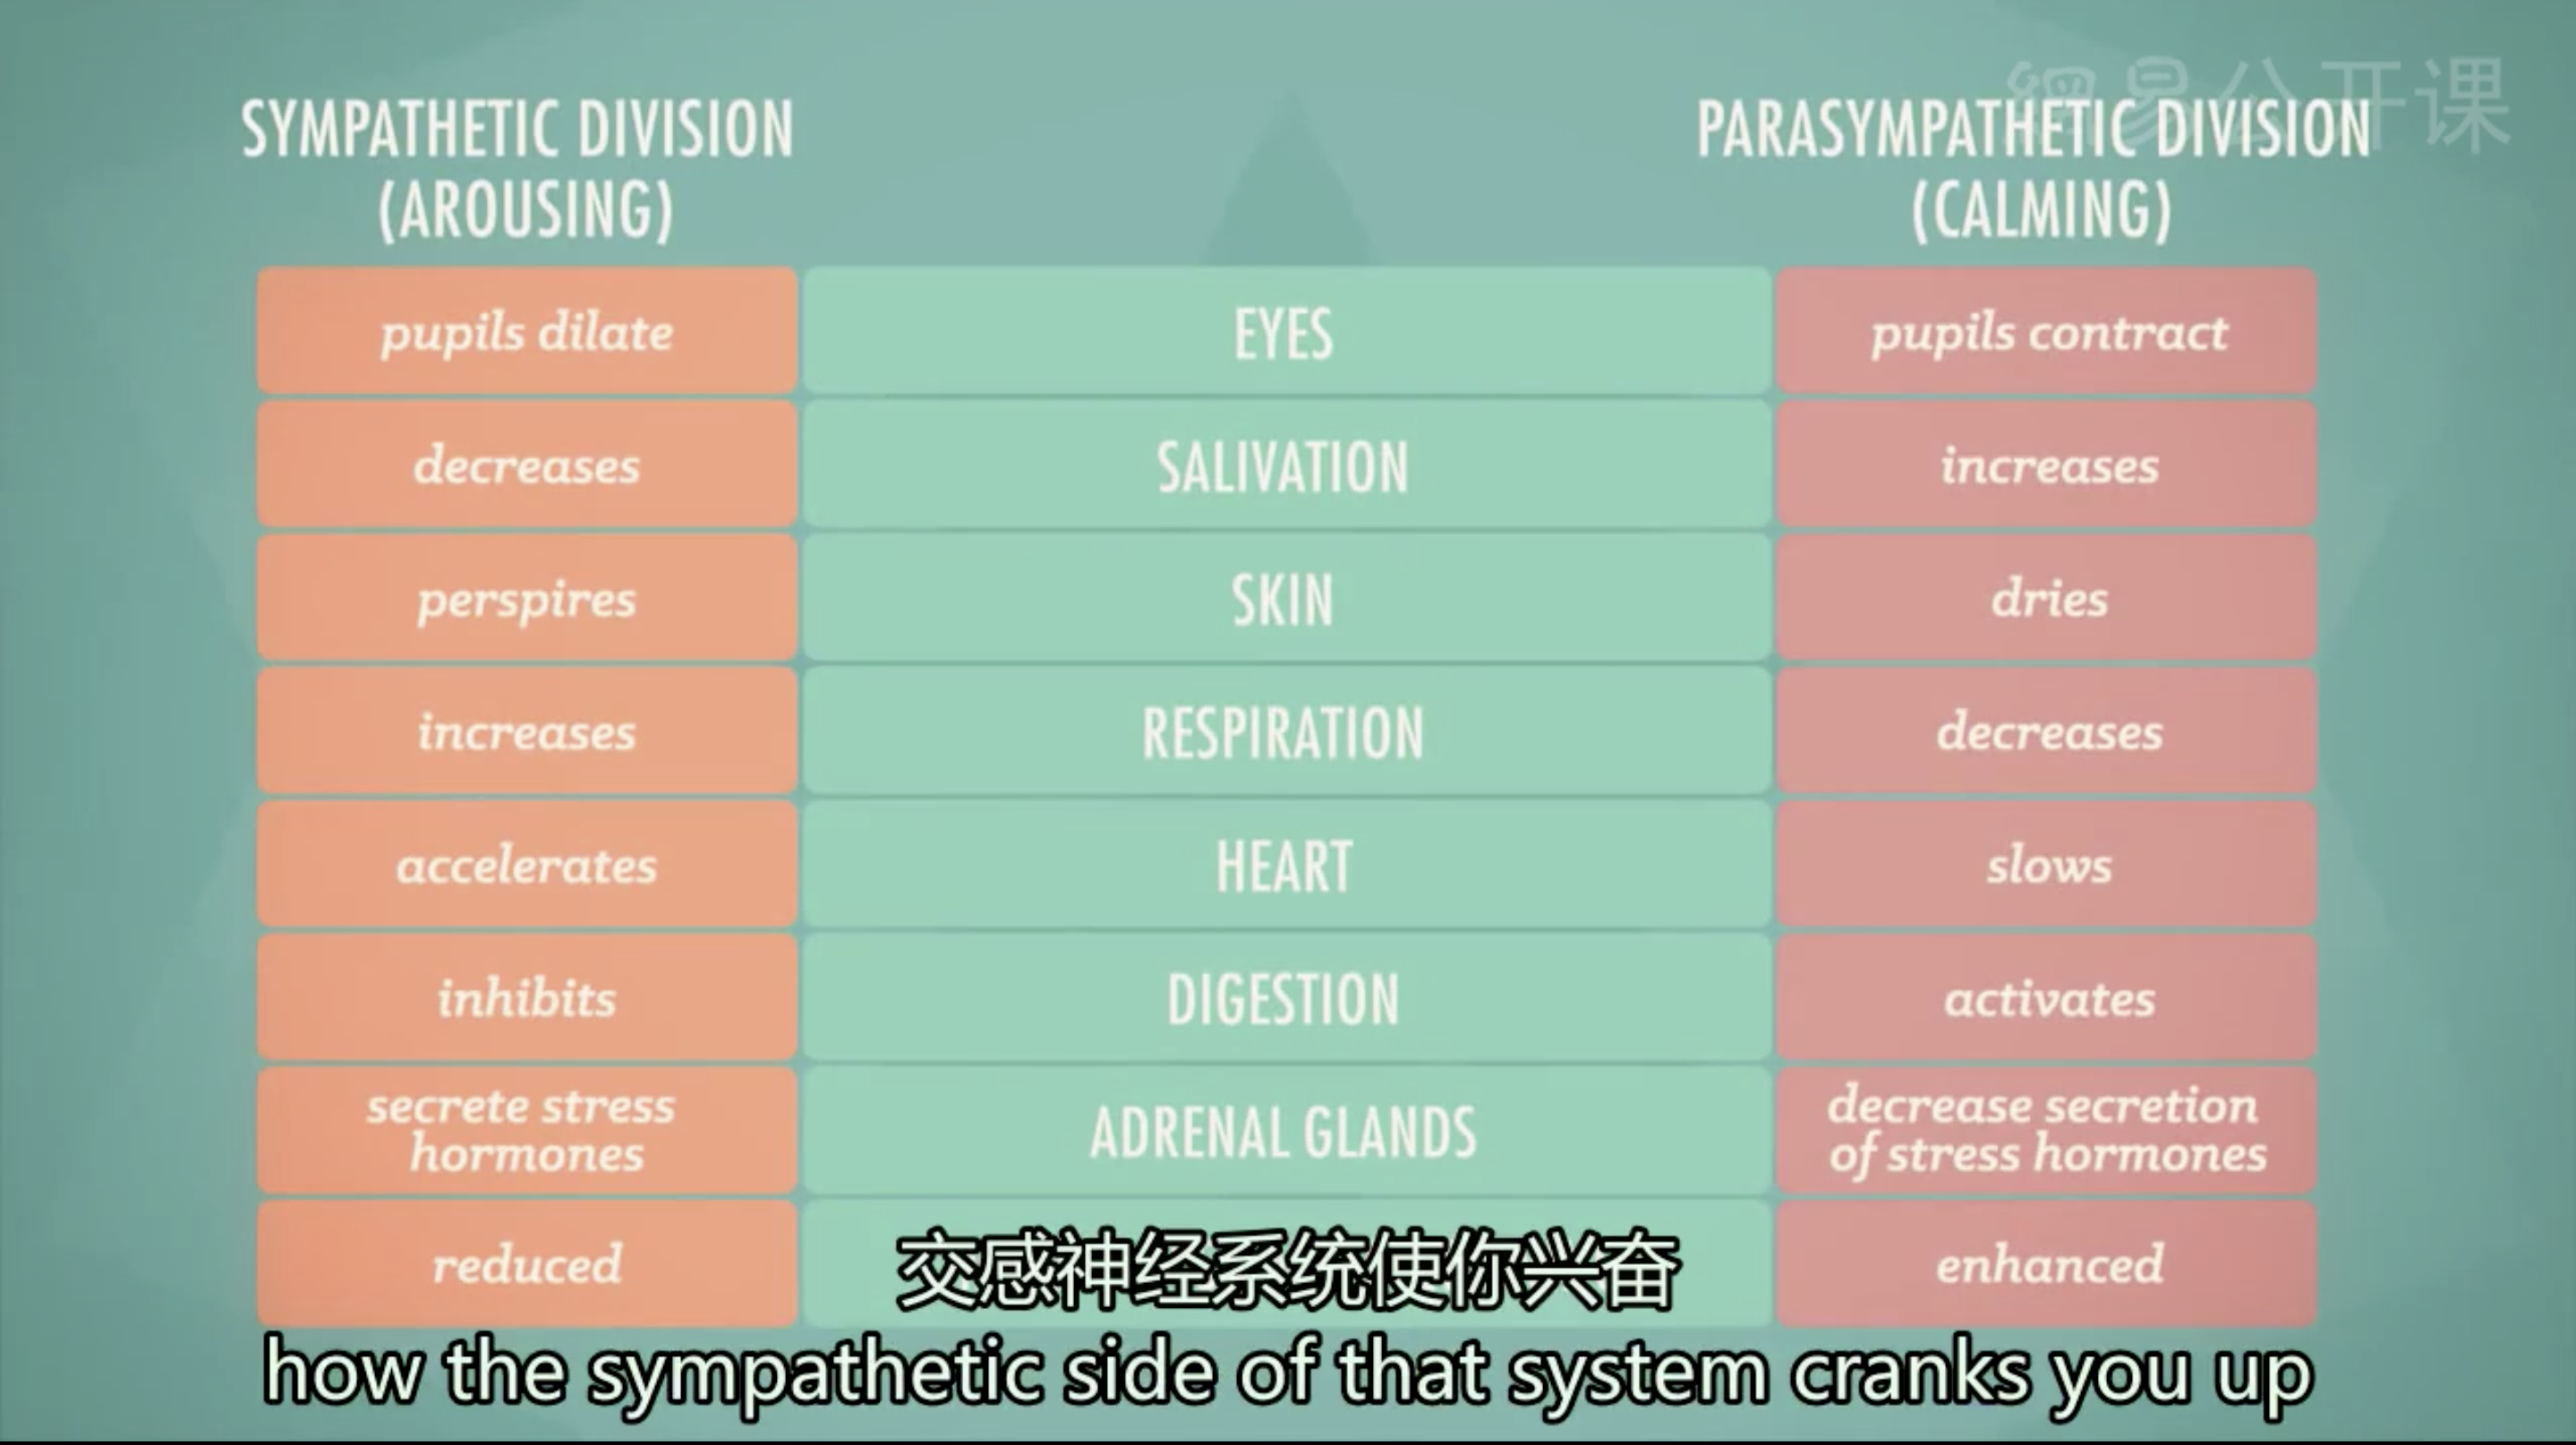 網易公开课
SYMPATHETIC DIVISION
(AROUSING)
PARASYMPATHETIC DIVISION
(CALMING)
pupils dilate
EYES
pupils contract
decreases
SALIVATION
increases
perspires
SKIN
dries
increases
RESPIRATION
decreases
accelerates
HEART
slows
inhibits
DIGESTION
activates
secrete stress
hormones
ADRENAL GLANDS
decrease secretion
of stress hormones
reduced
enhanced
交感神经系统使你兴奋
how the sympathetic side of that system cranks you up